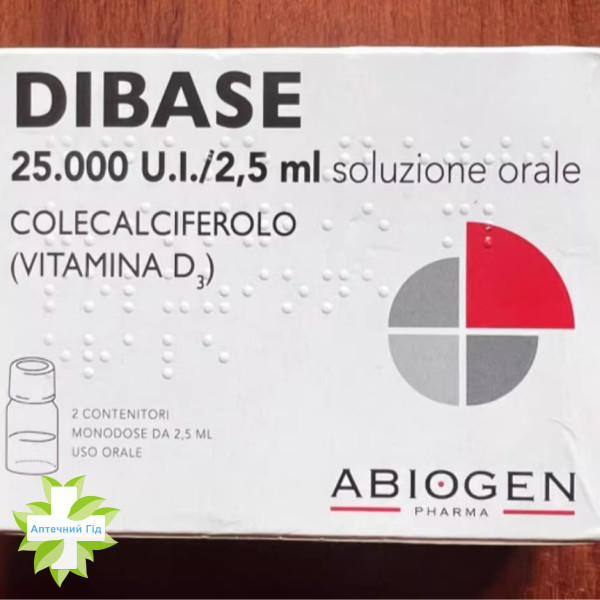 DIBASE
25.000 U.I./2,5 ml soluzione orale
COLECALCIFEROLO
(VITAMINA D₃)
2 CONTENITORI
MONODOSE DA 2,5 ML
USO ORALE
ABIOGEN
PHARMA
Аптечний Гід